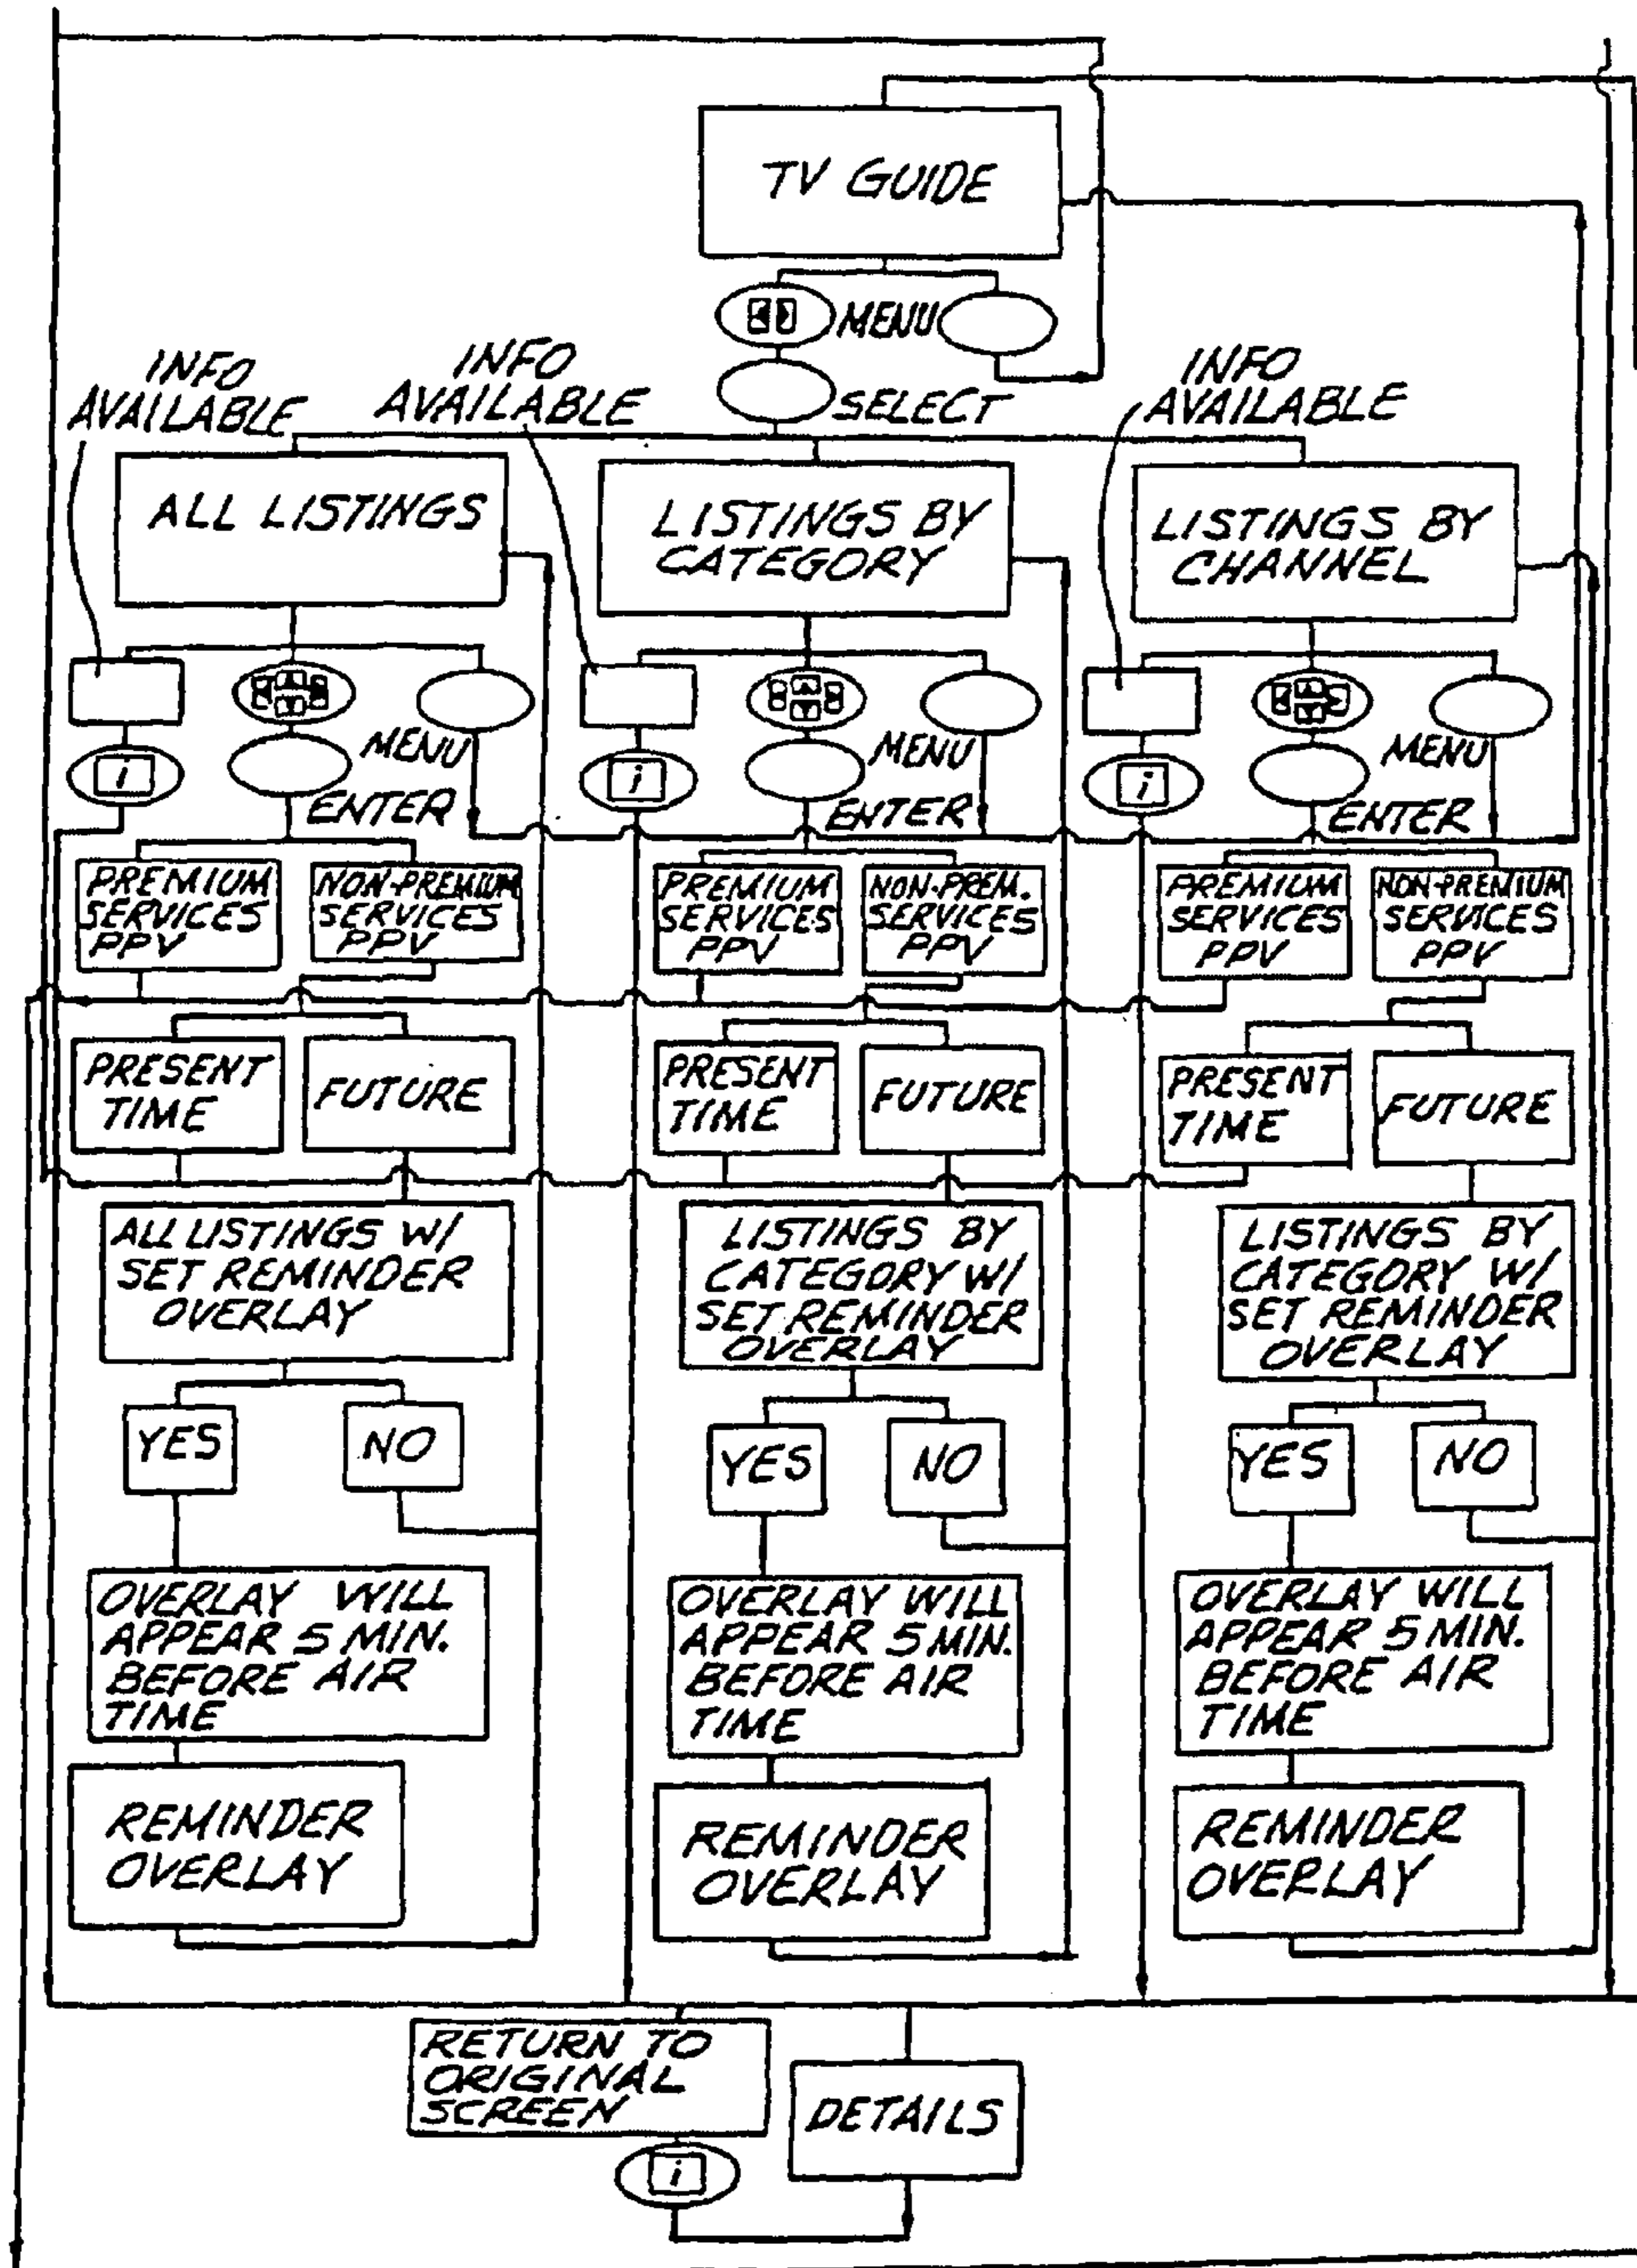 TV GUIDE
MENU
SELECT
INFO
AVAILABLE
INFO
AVAILABLE
INFO
AVAILABLE
ALL LISTINGS
LISTINGS BY
CATEGORY
LISTINGS BY
CHANNEL
MENU
i
ENTER
MENU
i
ENTER
MENU
i
ENTER
PREMIUM
SERVICES
PPV
NON-PREMIUM
SERVICES
PPV
PREMIUM
SERVICES
PPV
NON-PREM.
SERVICES
PPV
PREMIUM
SERVICES
PPV
NON-PREMIUM
SERVICES
PPV
PRESENT
TIME
FUTURE
PRESENT
TIME
FUTURE
PRESENT
TIME
FUTURE
ALL LISTINGS W/
SET REMINDER
OVERLAY
LISTINGS BY
CATEGORY W/
SET REMINDER
OVERLAY
LISTINGS BY
CATEGORY W/
SET REMINDER
OVERLAY
YES
NO
YES
NO
YES
NO
OVERLAY WILL
APPEAR 5 MIN.
BEFORE AIR
TIME
OVERLAY WILL
APPEAR 5 MIN.
BEFORE AIR
TIME
OVERLAY WILL
APPEAR 5 MIN.
BEFORE AIR
TIME
REMINDER
OVERLAY
REMINDER
OVERLAY
REMINDER
OVERLAY
RETURN TO
ORIGINAL
SCREEN
DETAILS
i